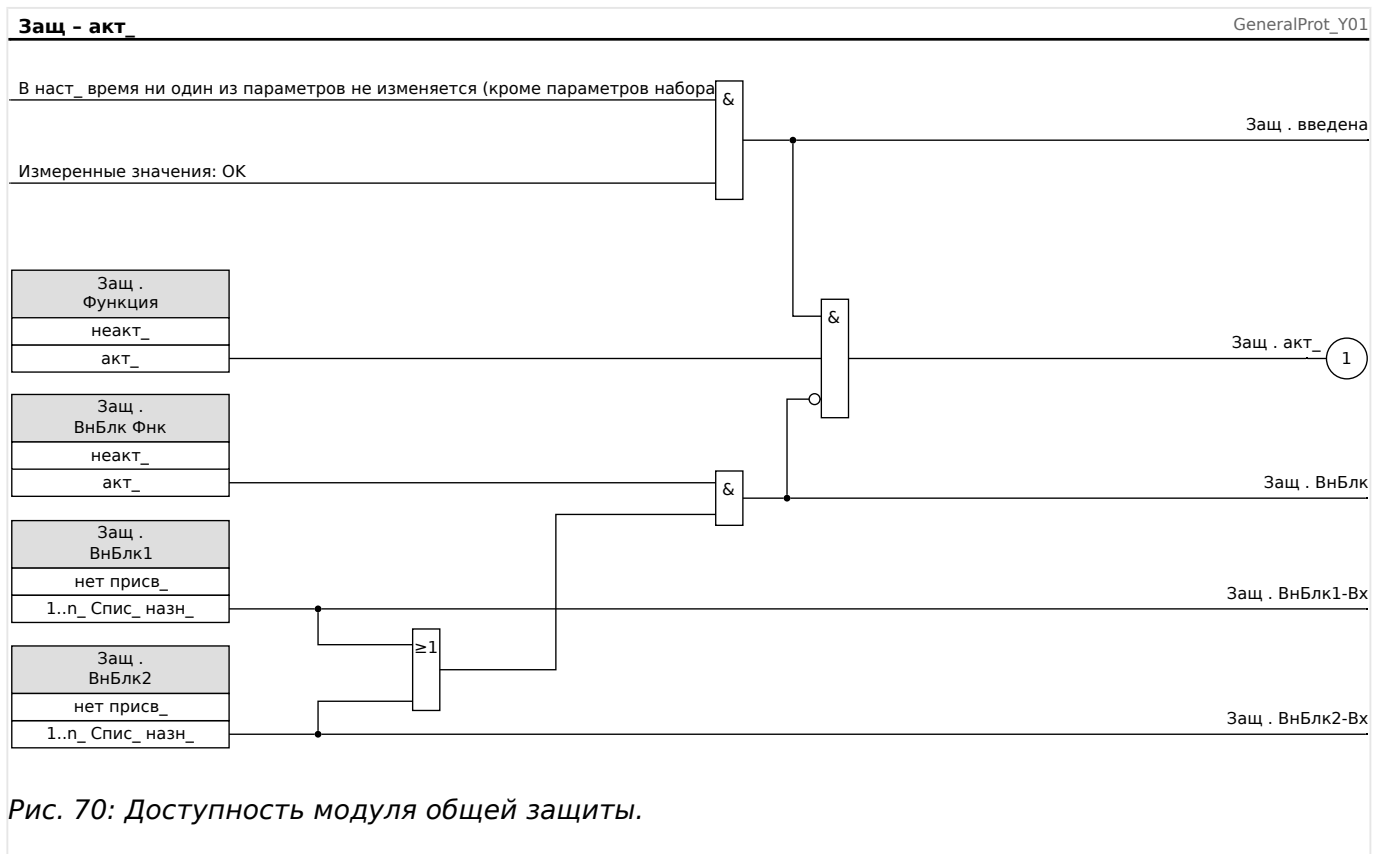 Защ – акт_
GeneralProt_Y01
В наст_ время ни один из параметров не изменяется (кроме параметров набора
&
Защ . введена
Измеренные значения: OK
Защ .
Функция
неакт_
акт_
&
Защ . акт_
1
Защ .
ВнБлк Фнк
неакт_
акт_
&
Защ . ВнБлк
Защ .
ВнБлк1
нет присв_
1..n_ Спис_ назн_
Защ . ВнБлк1-Вх
≥1
Защ .
ВнБлк2
нет присв_
1..n_ Спис_ назн_
Защ . ВнБлк2-Вх
Рис. 70: Доступность модуля общей защиты.